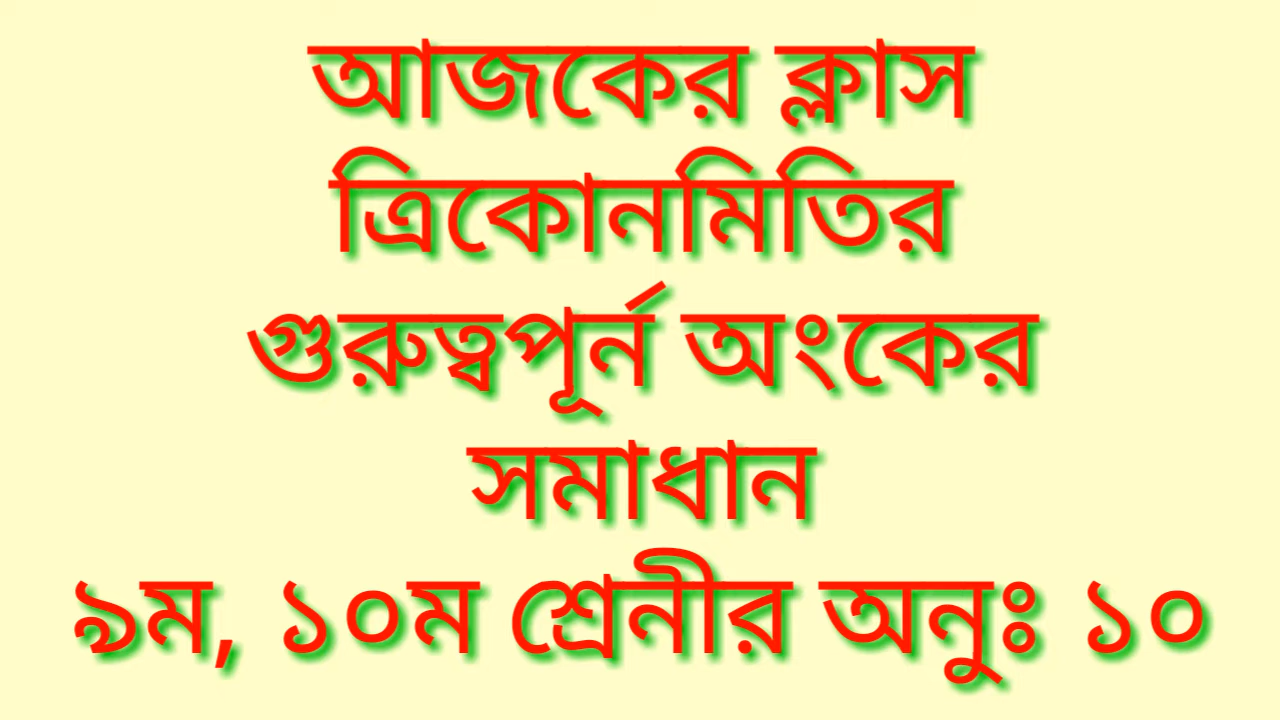 আজকের ক্লাস
ত্রিকোনমিতির
গুরুত্বপূর্ন অংকের
সমাধান
৯ম, ১০ম শ্রেনীর অনুঃ ১০